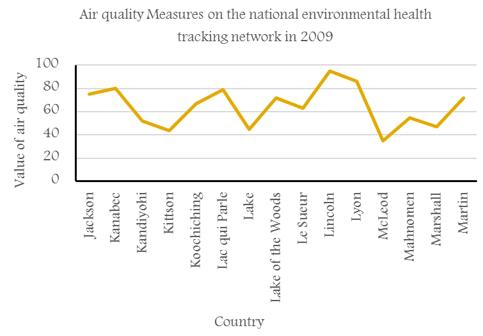 Air quality Measures on the national environmental health
tracking network in 2009
Value of air quality
100
80
60
40
20
0
Jackson
Kanabec
Kandiyohi
Kittson
Koochiching
Lac qui Parle
Lake
Lake of the Woods
Le Sueur
Lincoln
Lyon
McLeod
Mahnomen
Marshall
Martin
Country